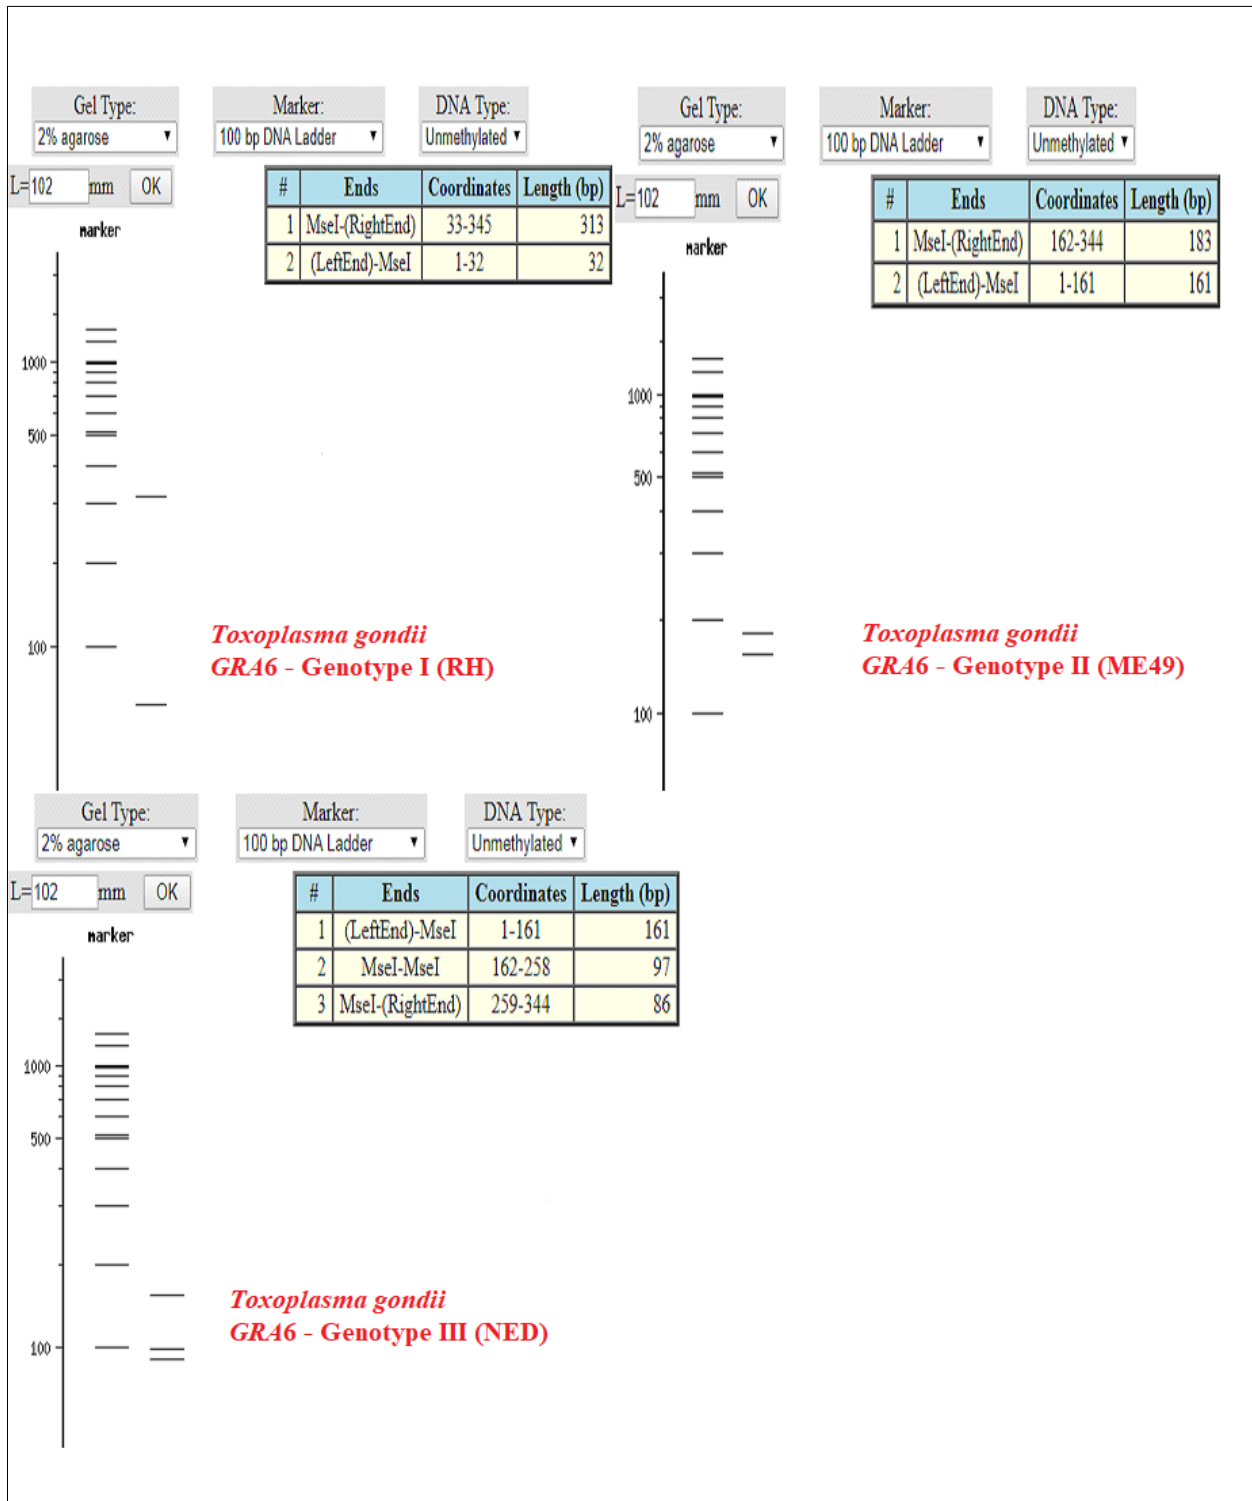 Gel Type:
2% agarose
Marker:
100 bp DNA Ladder
DNA Type:
Unmethylated
L=102 mm OK
# Ends Coordinates Length (bp)
1 MseI-(RightEnd) 33-345 313
2 (LeftEnd)-MseI 1-32 32
marker
1000
500
100
Toxoplasma gondii
GRA6 - Genotype I (RH)
Gel Type:
2% agarose
Marker:
100 bp DNA Ladder
DNA Type:
Unmethylated
L=102 mm OK
# Ends Coordinates Length (bp)
1 MseI-(RightEnd) 162-344 183
2 (LeftEnd)-MseI 1-161 161
marker
1000
500
100
Toxoplasma gondii
GRA6 - Genotype II (ME49)
Gel Type:
2% agarose
Marker:
100 bp DNA Ladder
DNA Type:
Unmethylated
L=102 mm OK
# Ends Coordinates Length (bp)
1 (LeftEnd)-MseI 1-161 161
2 MseI-MseI 162-258 97
3 MseI-(RightEnd) 259-344 86
marker
1000
500
100
Toxoplasma gondii
GRA6 - Genotype III (NED)